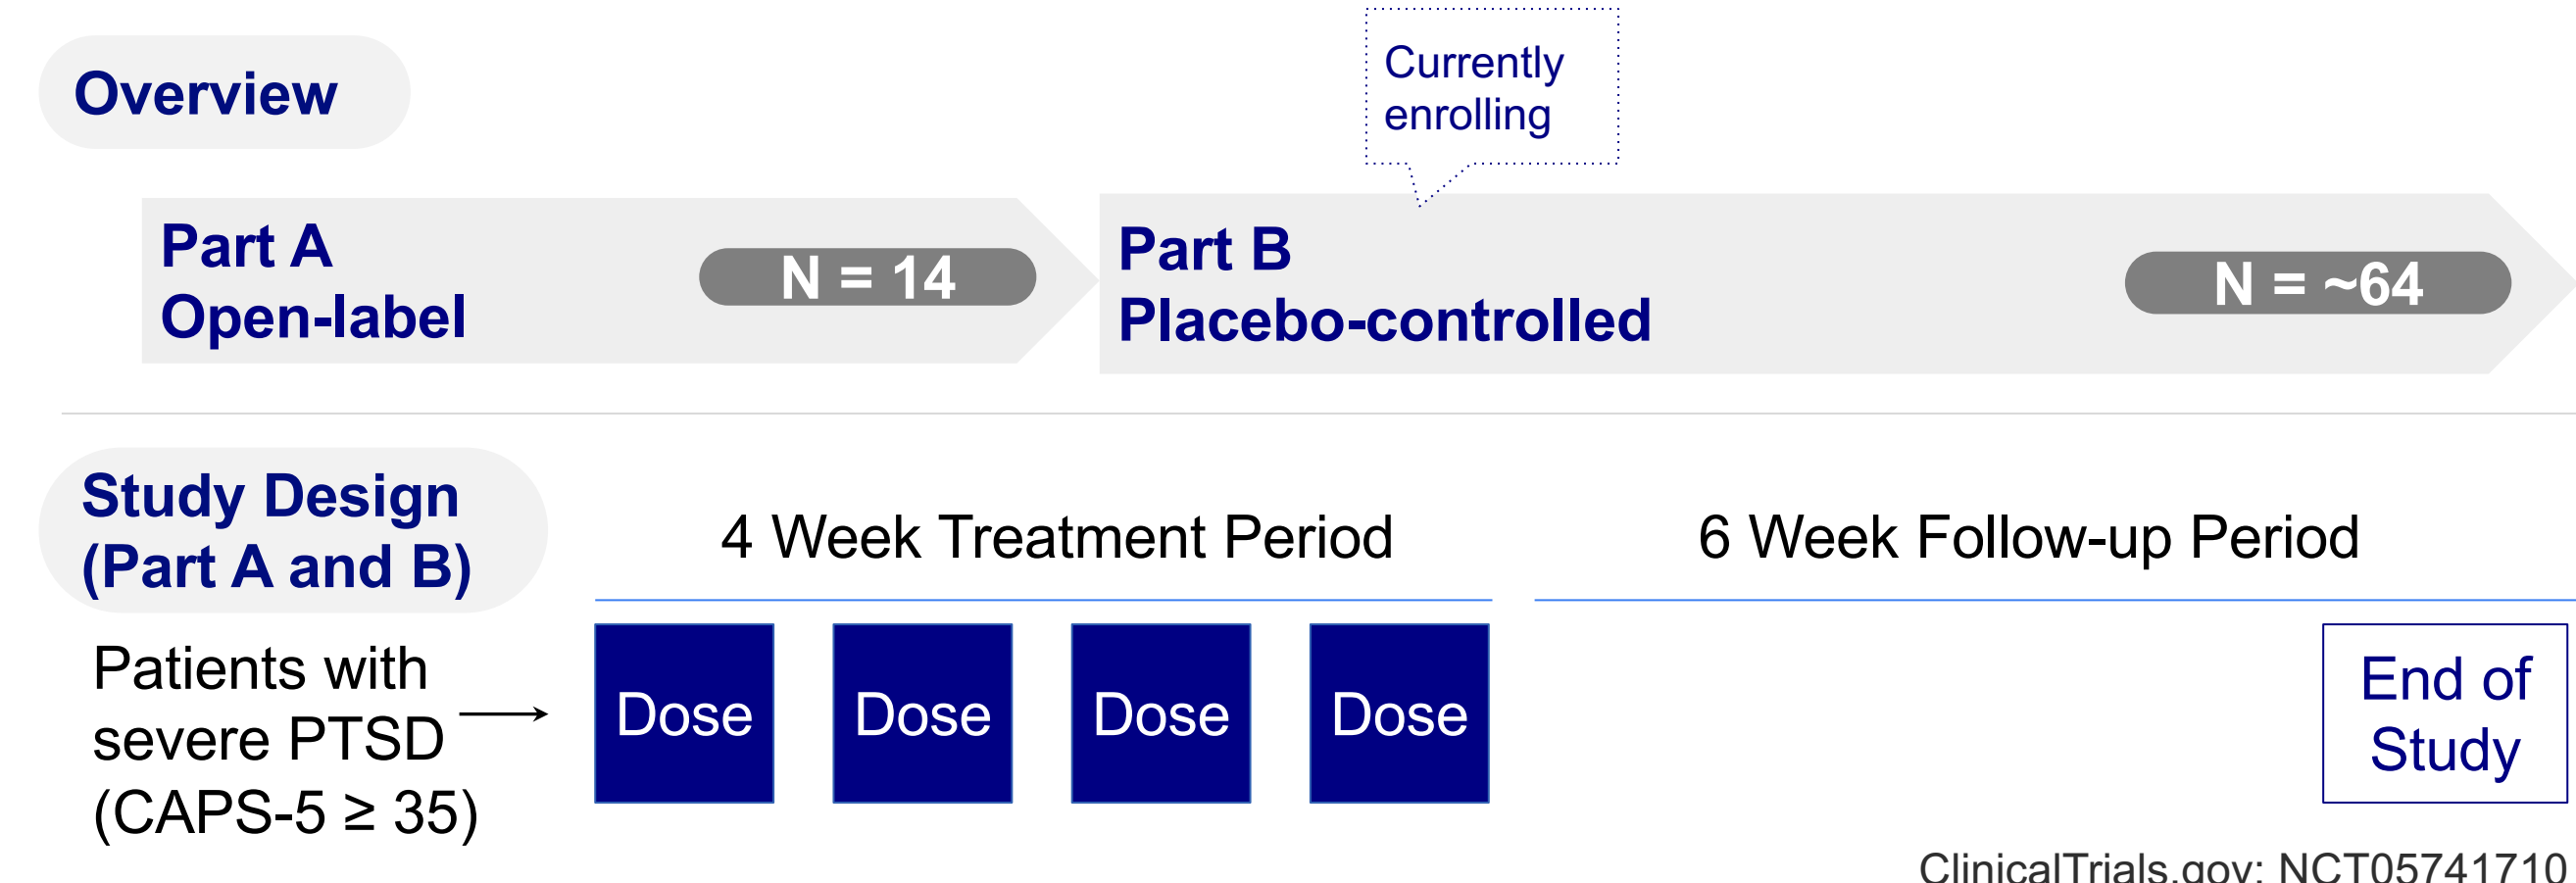 Overview
Currently
enrolling
Part A
Open-label
N = 14
Part B
Placebo-controlled
N = ~64
Study Design
(Part A and B)
4 Week Treatment Period
6 Week Follow-up Period
Patients with
severe PTSD
(CAPS-5 ≥ 35)
Dose
Dose
Dose
Dose
End of
Study
ClinicalTrials.gov: NCT05741710